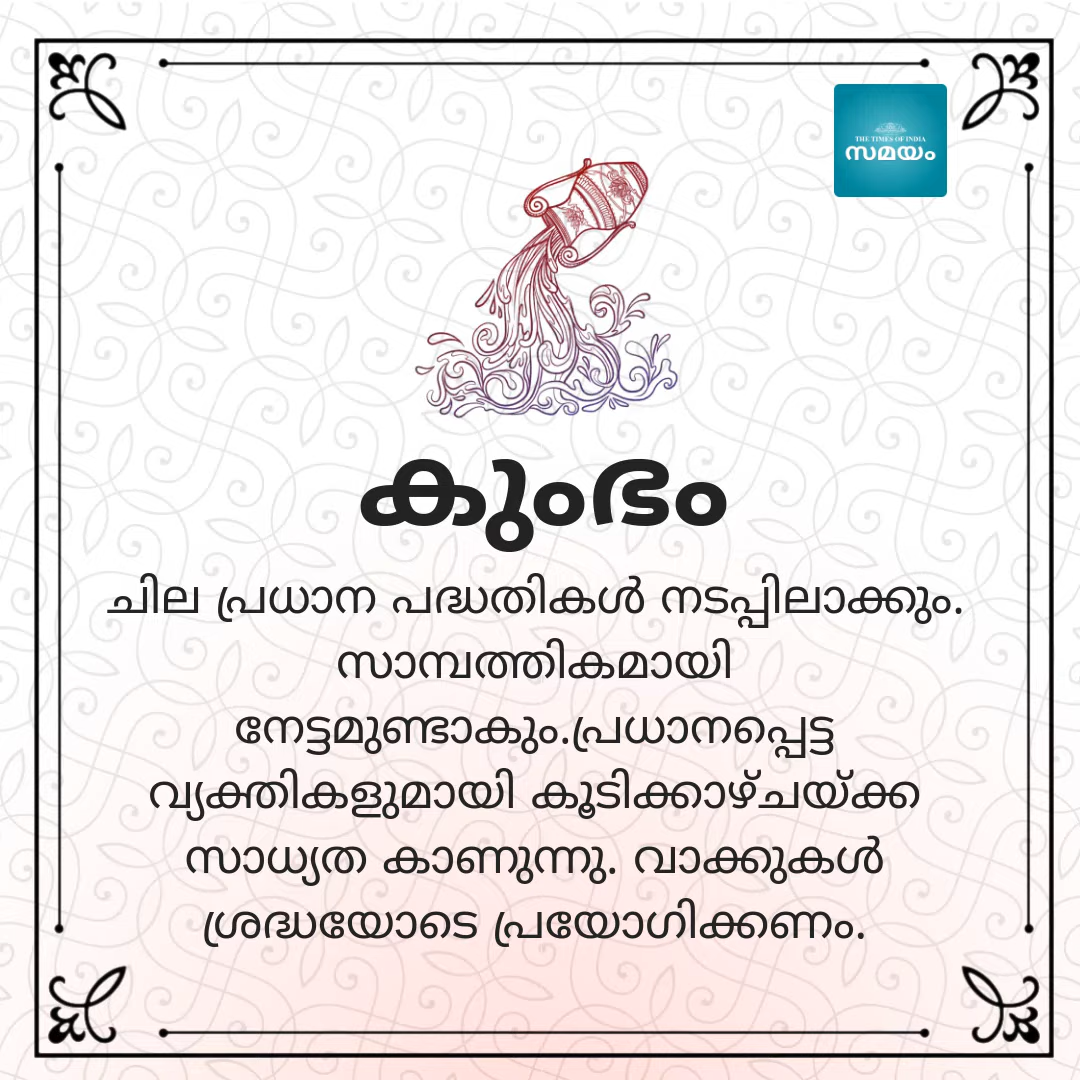 THE TIMES OF INDIA
സമയം
കുംഭം
ചില പ്രധാന പദ്ധതികൾ നടപ്പിലാക്കും.
സാമ്പത്തികമായി
നേട്ടമുണ്ടാകും.പ്രധാനപ്പെട്ട
വ്യക്തികളുമായി കൂടിക്കാഴ്ചയ്ക്ക
സാധ്യത കാണുന്നു. വാക്കുകൾ
ശ്രദ്ധയോടെ പ്രയോഗിക്കണം.